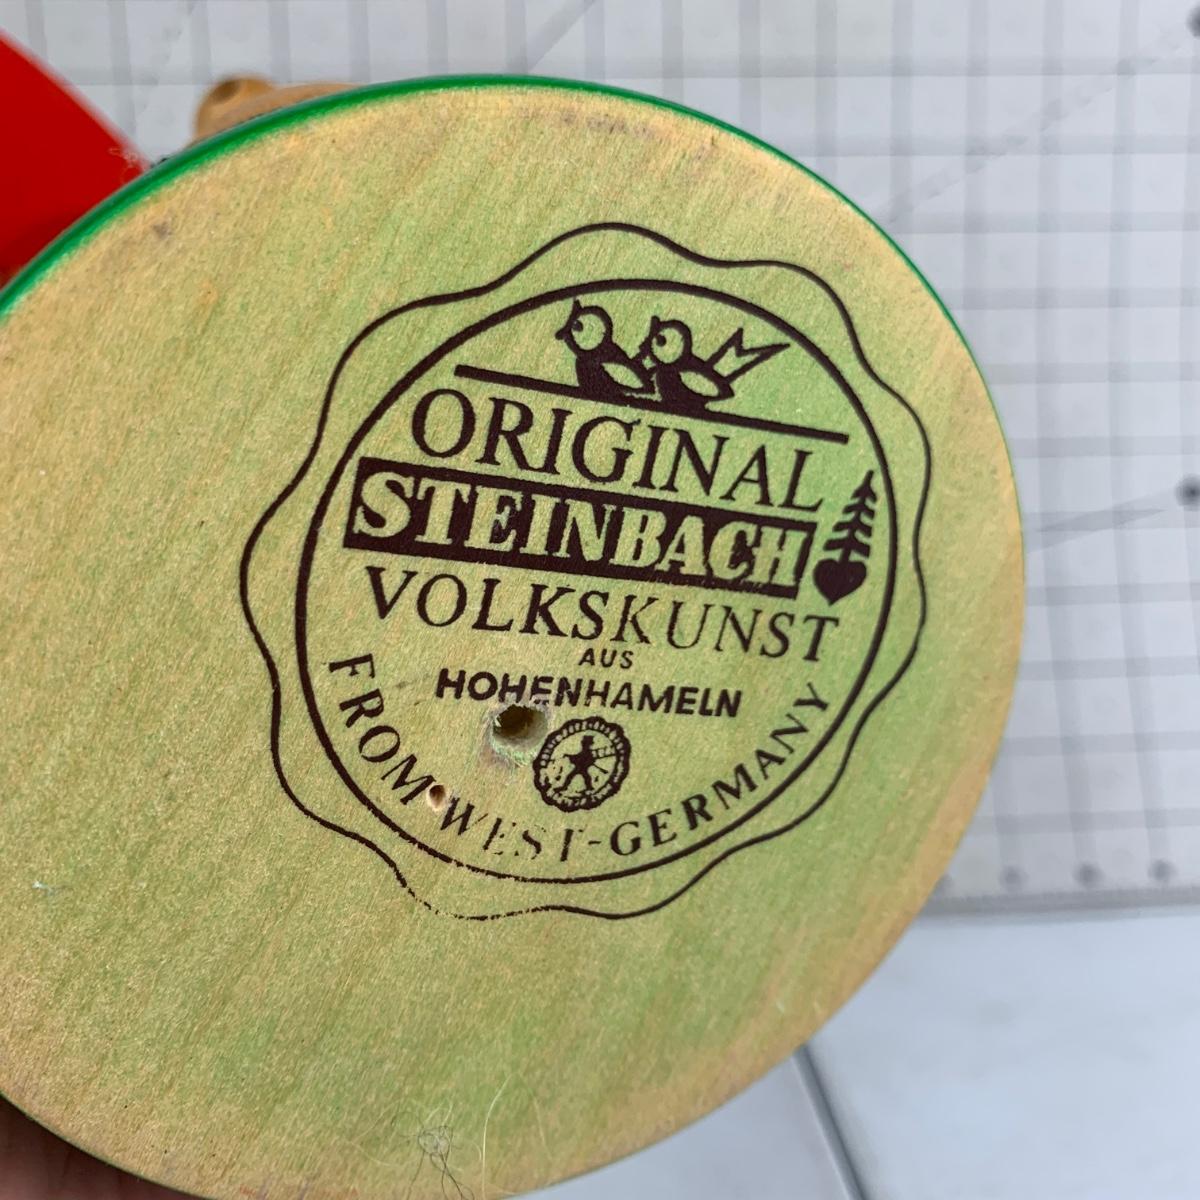 ORIGINAL
STEINBACH
VOLKSKUNST
AUS
HOHENHAMELN
FROM WEST-GERMANY